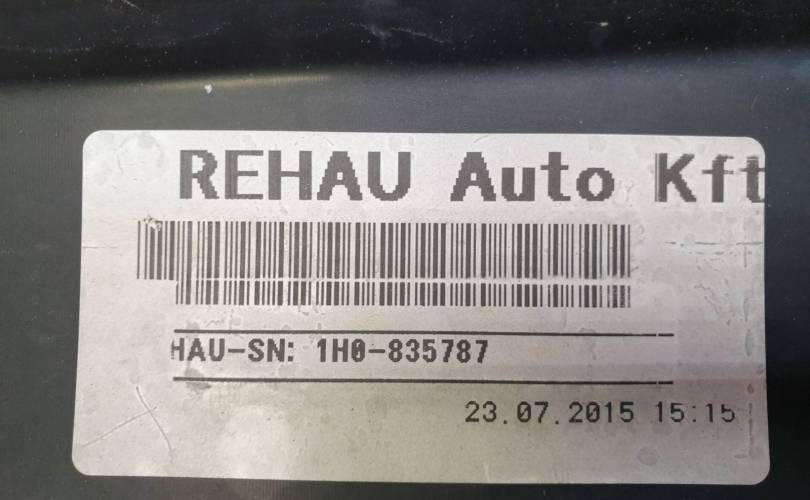 REHAU Auto Kft
HAU-SN: 1H0-835787
23.07.2015 15:15